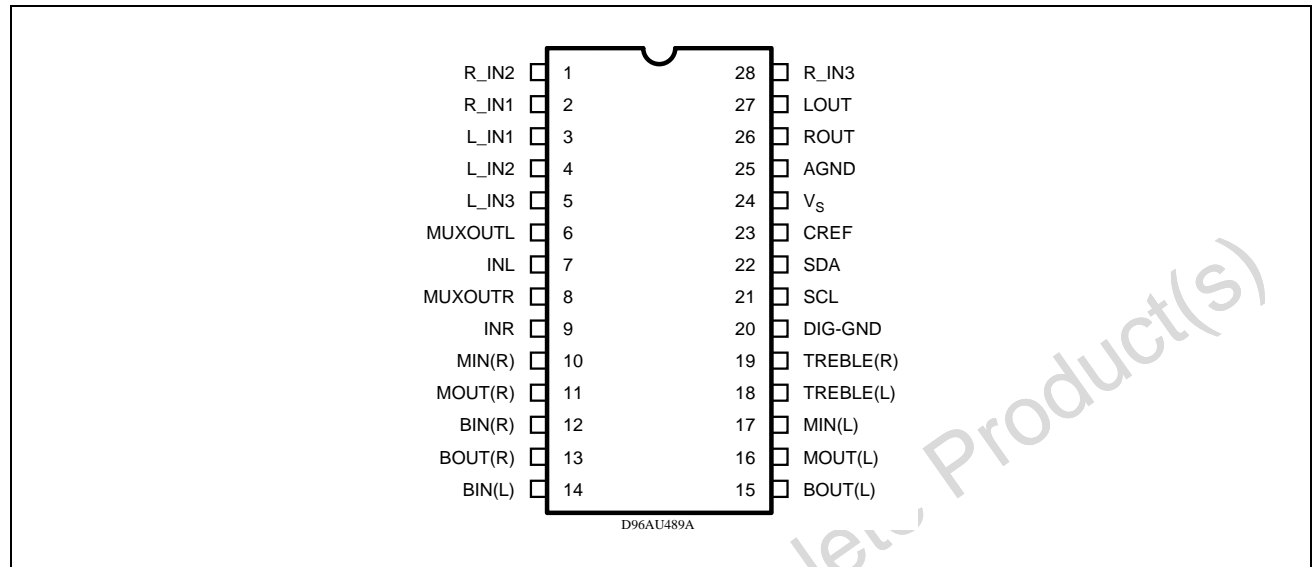 R_IN2 1 28 R_IN3
R_IN1 2 27 LOUT
L_IN1 3 26 ROUT
L_IN2 4 25 AGND
L_IN3 5 24 VS
MUXOUTL 6 23 CREF
INL 7 22 SDA
MUXOUTR 8 21 SCL
INR 9 20 DIG-GND
MIN(R) 10 19 TREBLE(R)
MOUT(R) 11 18 TREBLE(L)
BIN(R) 12 17 MIN(L)
BOUT(R) 13 16 MOUT(L)
BIN(L) 14 15 BOUT(L)
D96AU489A
Product(s)